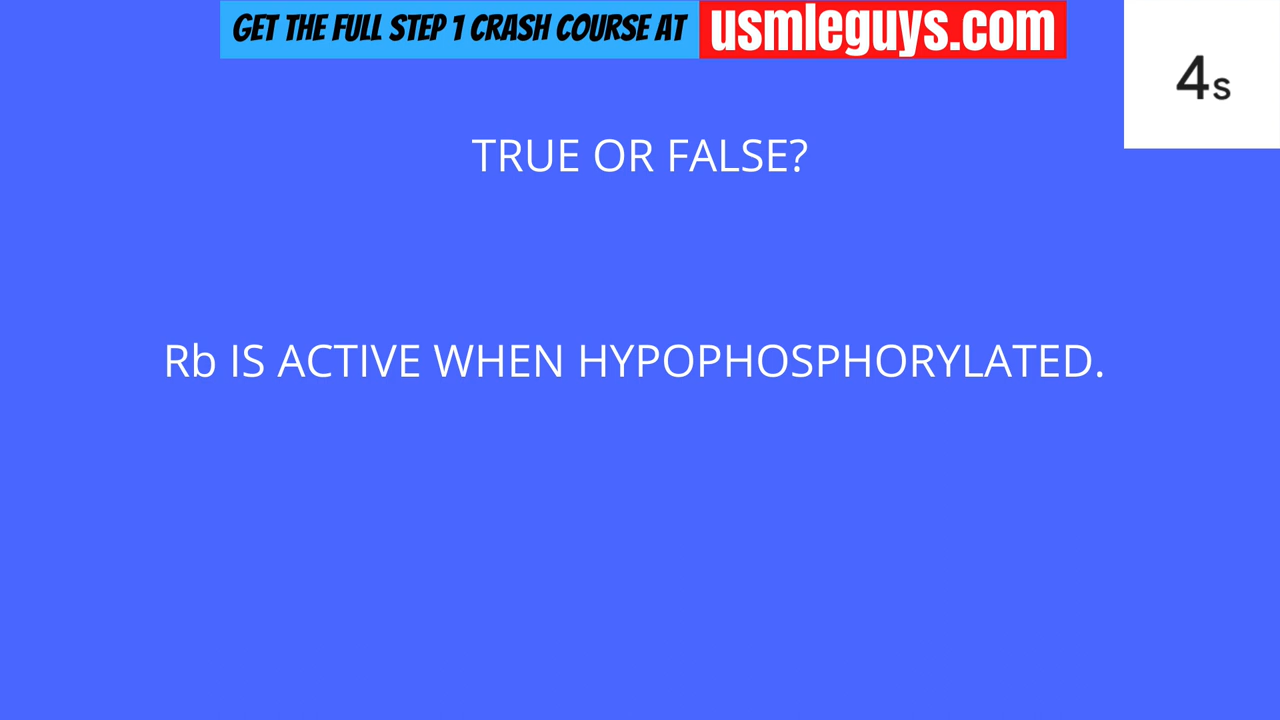 GET THE FULL STEP 1 CRASH COURSE AT usmleguys.com
4s
TRUE OR FALSE?
Rb IS ACTIVE WHEN HYPOPHOSPHORYLATED.